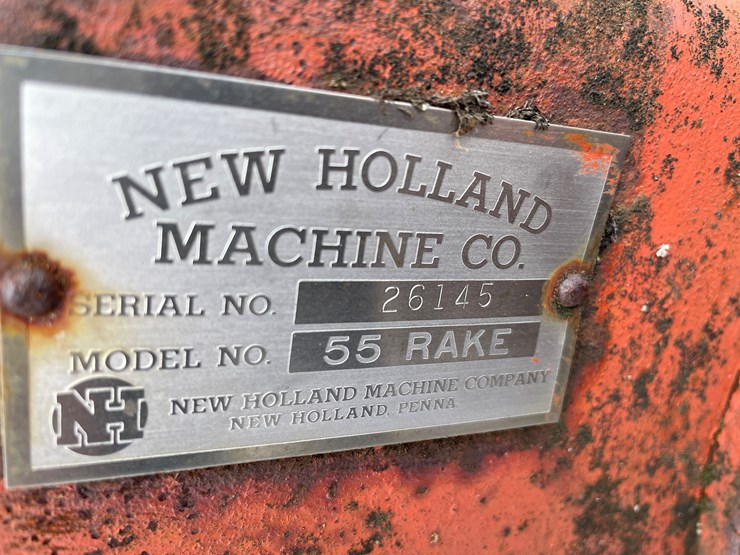 NEW HOLLAND
MACHINE CO.
SERIAL NO. 26145
MODEL NO. 55 RAKE
NH NEW HOLLAND MACHINE COMPANY
NEW HOLLAND, PENNA